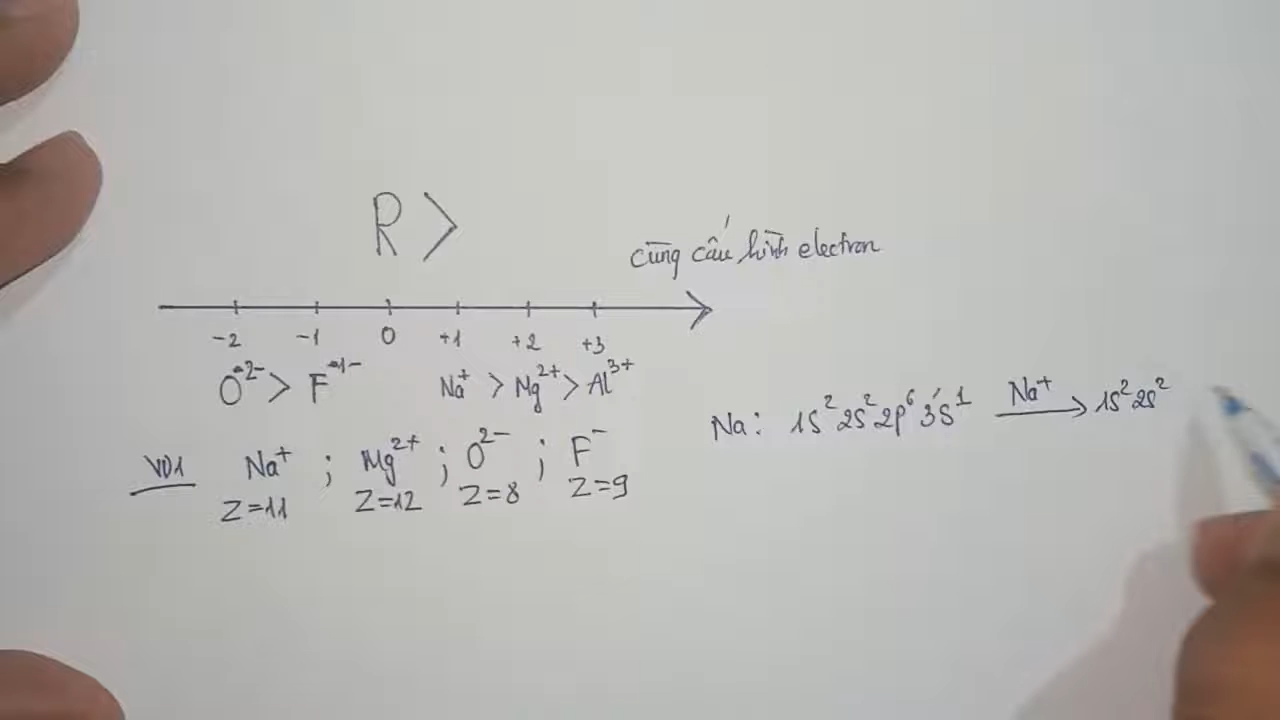 R >
cùng cấu hình electron
-2 -1 0 +1 +2 +3
O²⁻ > F¹⁻ Na⁺ > Mg²⁺ > Al³⁺
Na: 1s² 2s² 2p⁶ 3s¹ Na⁺ → 1s² 2s²
VD1 Na⁺ ; Mg²⁺ ; O²⁻ ; F⁻
Z=11 Z=12 Z=8 Z=9